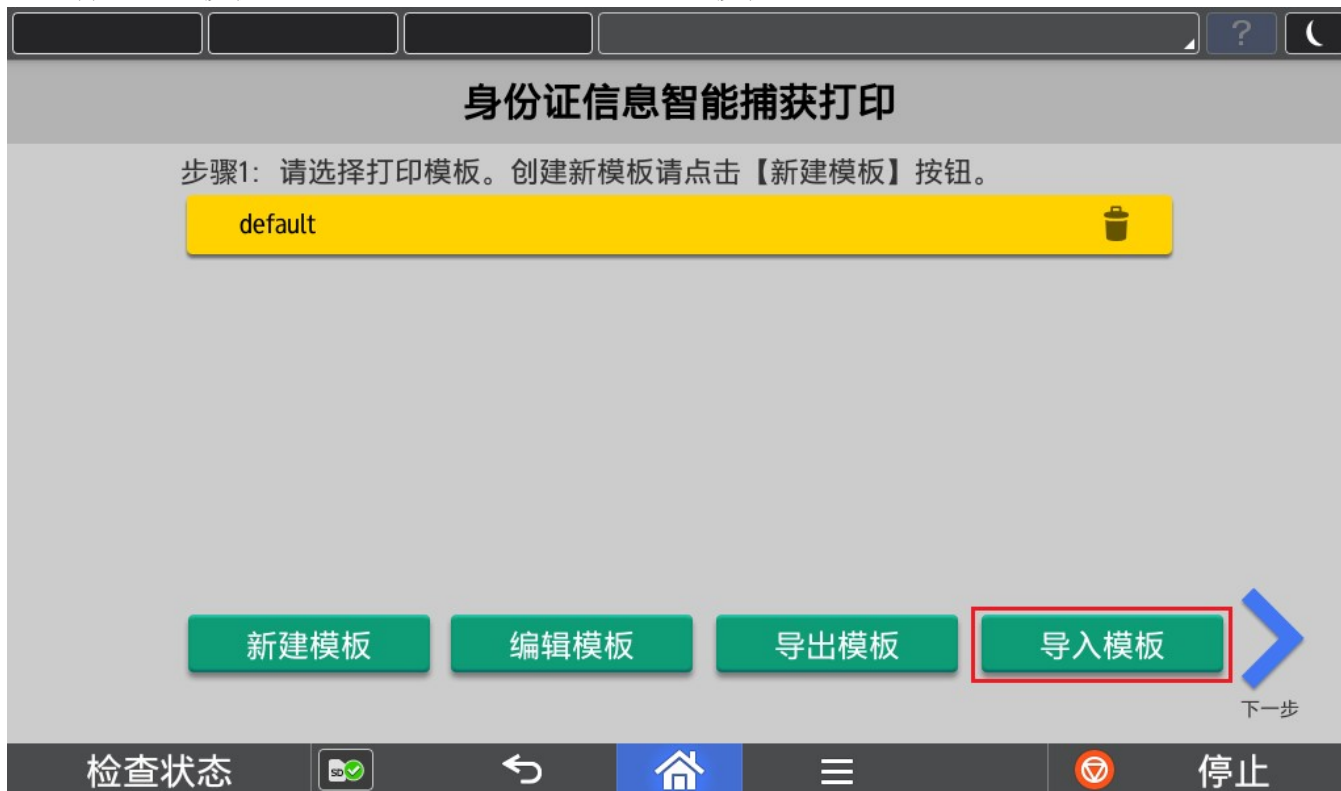 ?
身份证信息智能捕获打印
步骤1：请选择打印模板。创建新模板请点击【新建模板】按钮。
default
新建模板 编辑模板 导出模板 导入模板
下一步
检查状态 SD 停止